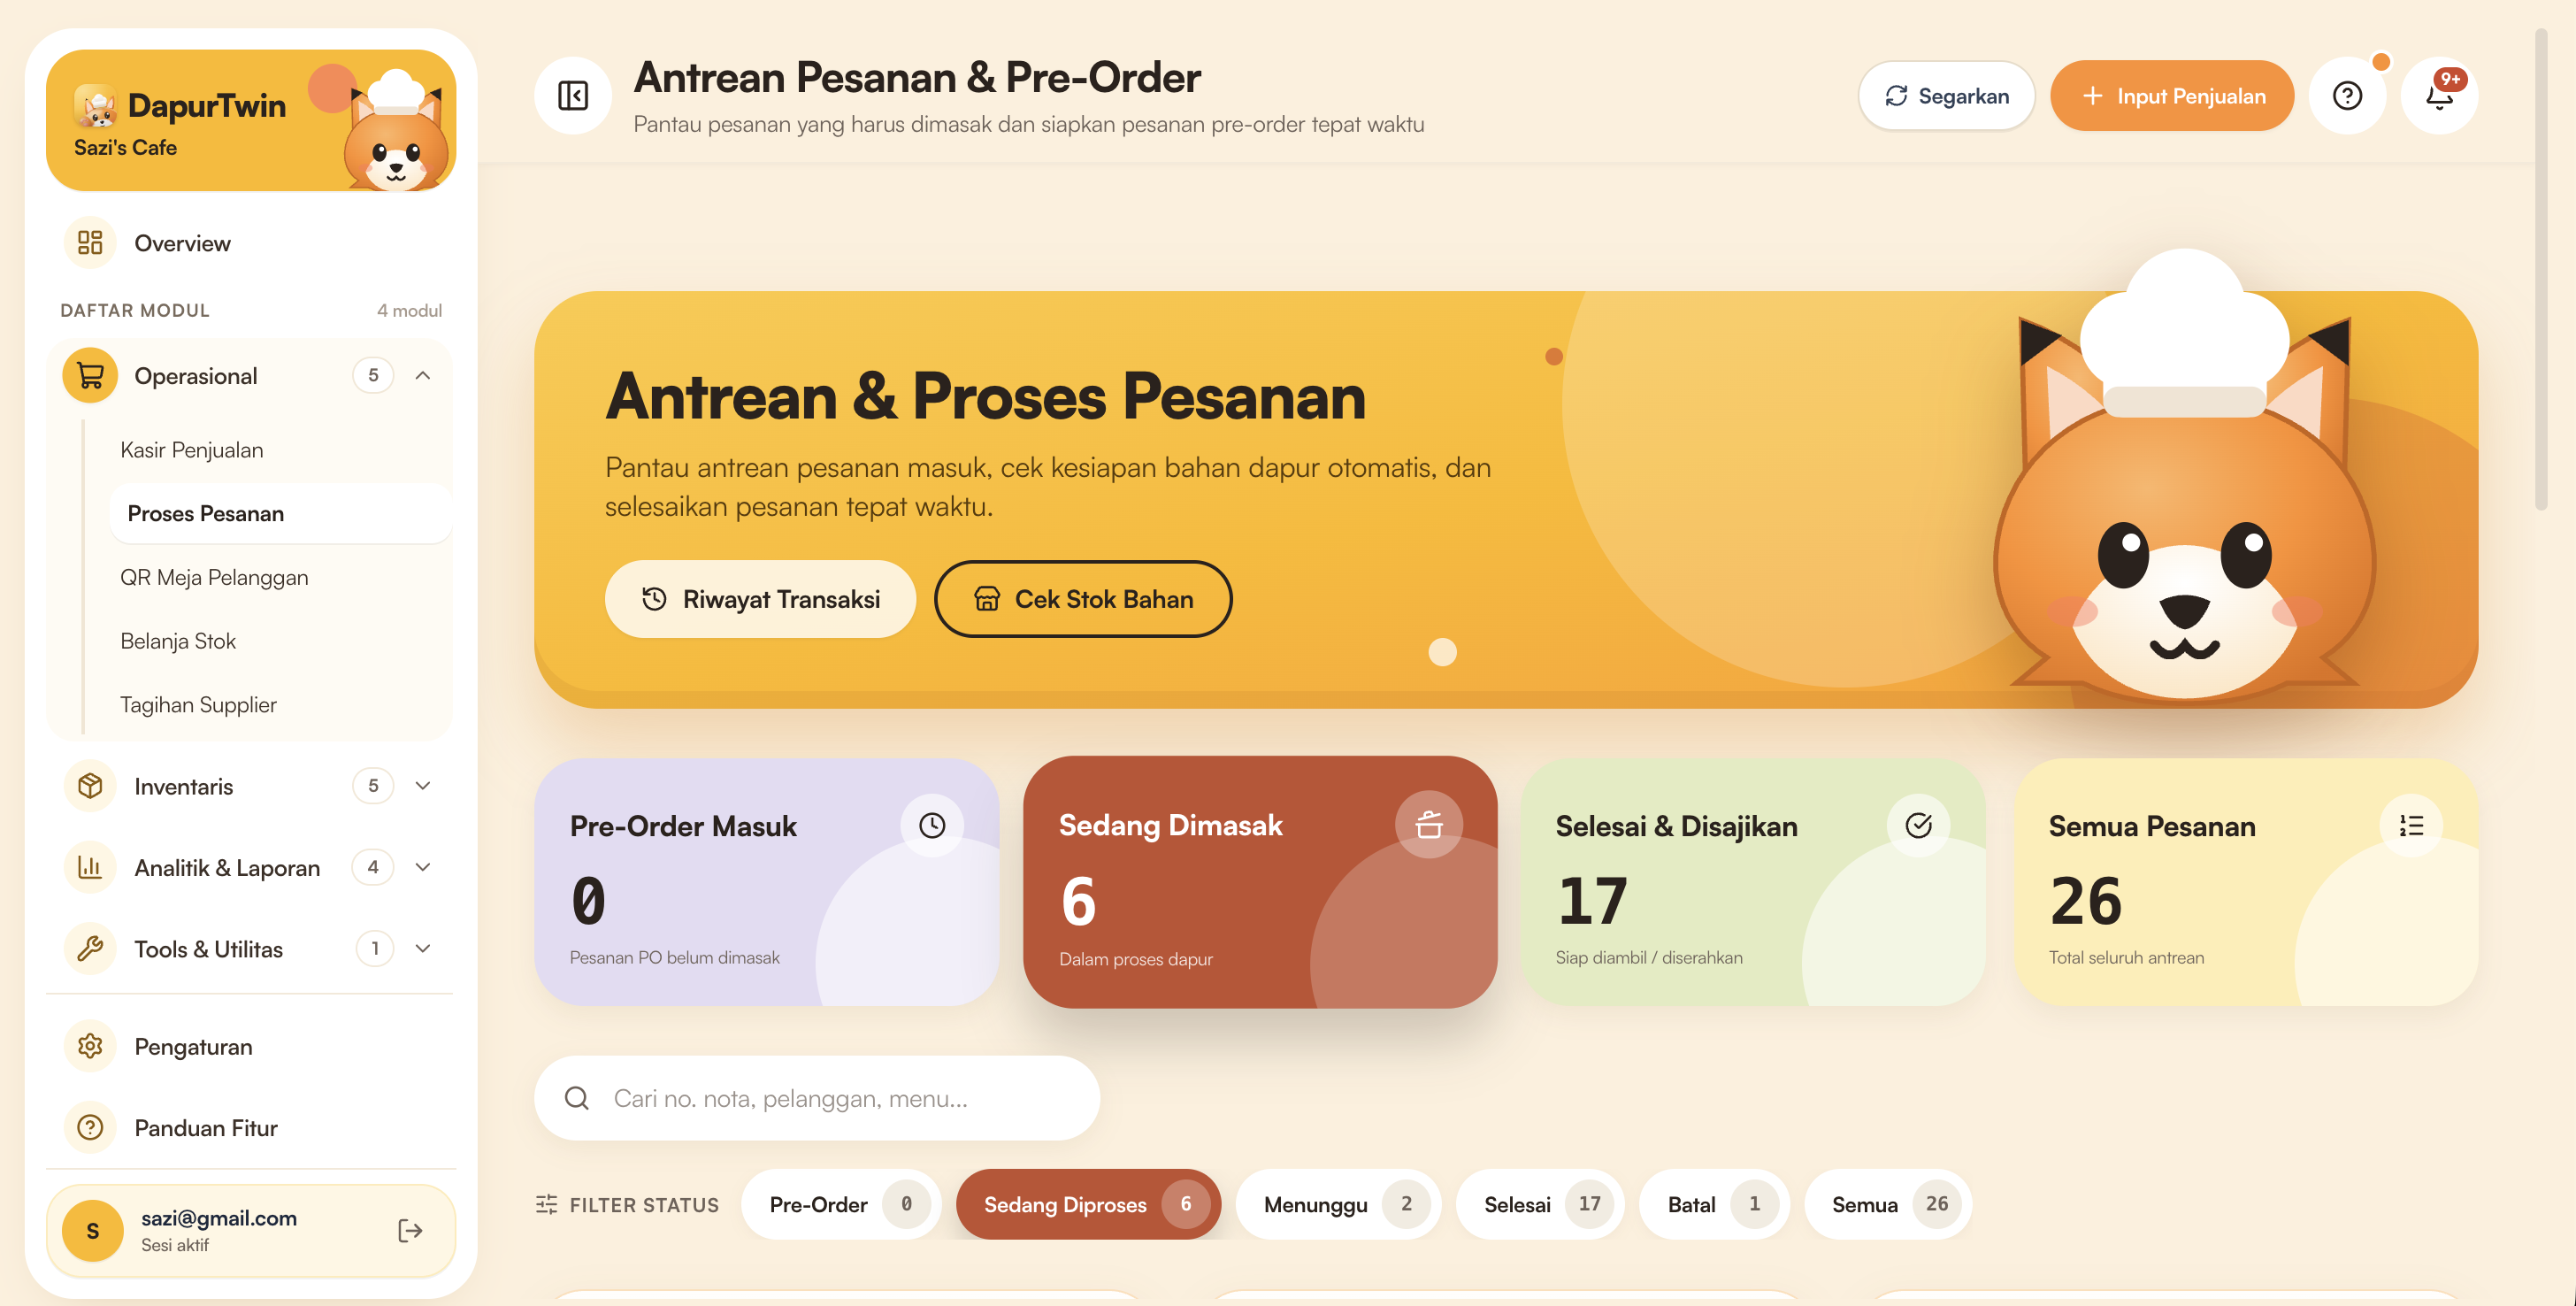 DapurTwin
Sazi's Cafe
Overview
DAFTAR MODUL 4 modul
Operasional 5
Kasir Penjualan
Proses Pesanan
QR Meja Pelanggan
Belanja Stok
Tagihan Supplier
Inventaris 5
Analitik & Laporan 4
Tools & Utilitas 1
Pengaturan
Panduan Fitur
S
sazi@gmail.com
Sesi aktif
Antrean Pesanan & Pre-Order
Pantau pesanan yang harus dimasak dan siapkan pesanan pre-order tepat waktu
Segarkan
Input Penjualan
9+
Antrean & Proses Pesanan
Pantau antrean pesanan masuk, cek kesiapan bahan dapur otomatis, dan
selesaikan pesanan tepat waktu.
Riwayat Transaksi
Cek Stok Bahan
Pre-Order Masuk
0
Pesanan PO belum dimasak
Sedang Dimasak
6
Dalam proses dapur
Selesai & Disajikan
17
Siap diambil / diserahkan
Semua Pesanan
26
Total seluruh antrean
Cari no. nota, pelanggan, menu...
FILTER STATUS
Pre-Order 0
Sedang Diproses 6
Menunggu 2
Selesai 17
Batal 1
Semua 26